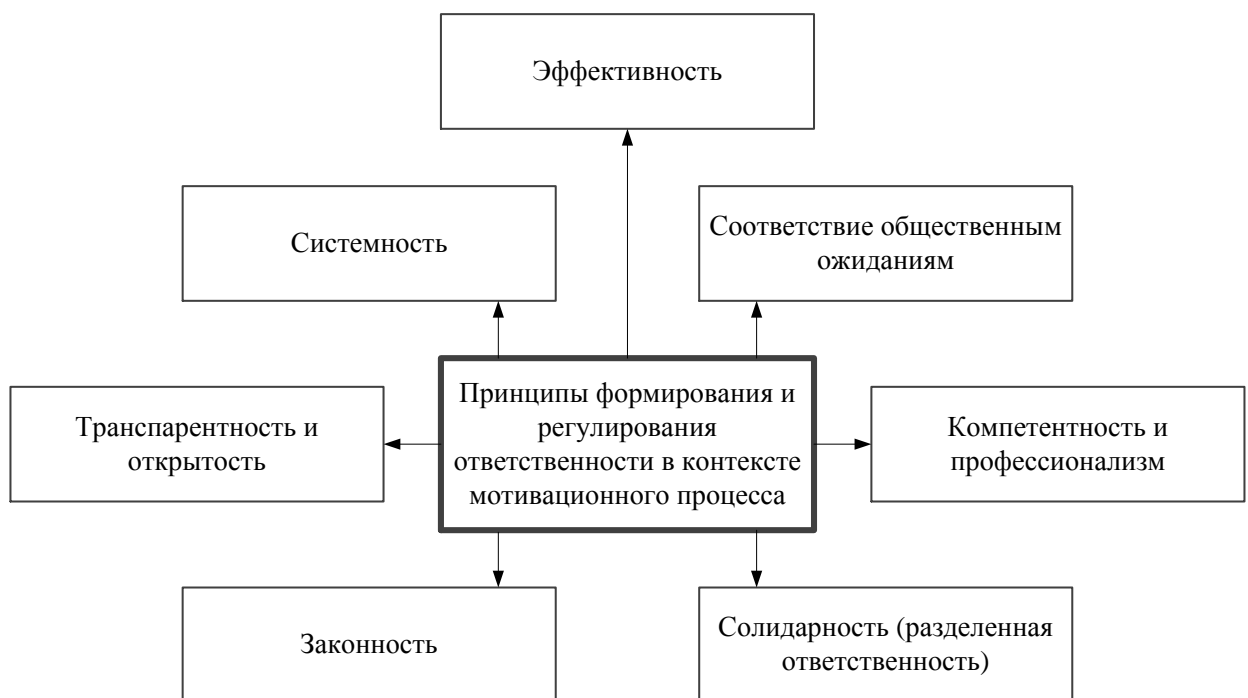 Эффективность
Системность
Соответствие общественным
ожиданиям
Принципы формирования и
регулирования
ответственности в контексте
мотивационного процесса
Транспарентность и
открытость
Компетентность и
профессионализм
Законность
Солидарность (разделенная
ответственность)